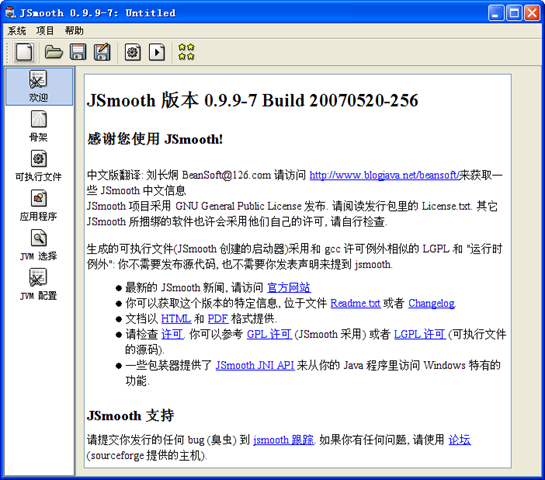 JSmooth 0.9.9-7: Untitled
系统 项目 帮助
欢迎
骨架
可执行文件
应用程序
JVM 选择
JVM 配置
JSmooth 版本 0.9.9-7 Build 20070520-256
感谢您使用 JSmooth!
中文版翻译: 刘长炯 BeanSoft@126.com 请访问 http://www.blogjava.net/beansoft/来获取一
些 JSmooth 中文信息
JSmooth 项目采用 GNU General Public License 发布. 请阅读发行包里的 License.txt. 其它
JSmooth 所捆绑的软件也许会采用他们自己的许可, 请自行检查.
生成的可执行文件(JSmooth 创建的启动器)采用和 gcc 许可例外相似的 LGPL 和 "运行时
例外": 你不需要发布源代码, 也不需要你发表声明来提到 jsmooth.
● 最新的 JSmooth 新闻, 请访问 官方网站
● 你可以获取这个版本的特定信息, 位于文件 Readme.txt 或者 Changelog.
● 文档以 HTML 和 PDF 格式提供.
● 请检查 许可. 你可以参考 GPL 许可 (JSmooth 采用) 或者 LGPL 许可 (可执行文件
的源码).
● 一些包装器提供了 JSmooth JNI API 来从你的 Java 程序里访问 Windows 特有的
功能.
JSmooth 支持
请提交你发行的任何 bug (臭虫) 到 jsmooth 跟踪. 如果你有任何问题, 请使用 论坛
(sourceforge 提供的主机).